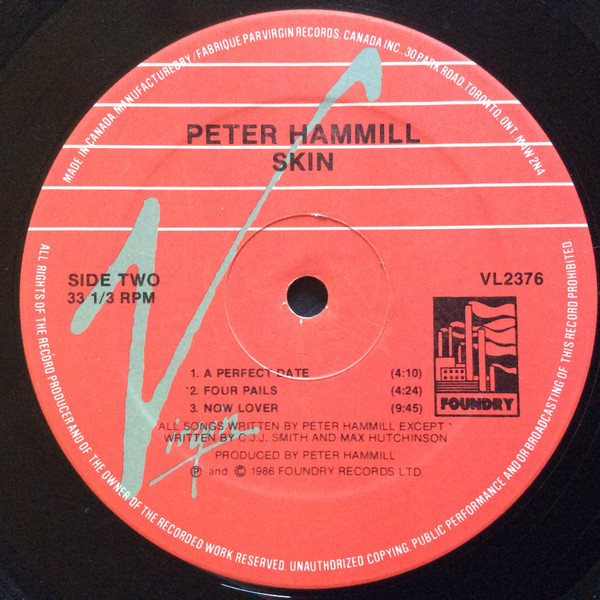 MADE IN CANADA. MANUFACTURED BY / FABRIQUE PAR VIRGIN RECORDS, CANADA INC., 30 PARK ROAD, TORONTO, ONT. M4W 2N4
PETER HAMMILL
SKIN
SIDE TWO
33 1/3 RPM
VL2376
Virgin
FOUNDRY
1. A PERFECT DATE (4:10)
*2. FOUR PAILS (4:24)
3. NOW LOVER (9:45)
ALL SONGS WRITTEN BY PETER HAMMILL EXCEPT *
WRITTEN BY C.J.J. SMITH AND MAX HUTCHINSON
PRODUCED BY PETER HAMMILL
Ⓟ and © 1986 FOUNDRY RECORDS LTD.
ALL RIGHTS OF THE RECORD PRODUCER AND OF THE OWNER OF THE RECORDED WORK RESERVED. UNAUTHORIZED COPYING, PUBLIC PERFORMANCE AND/OR BROADCASTING OF THIS RECORD PROHIBITED.